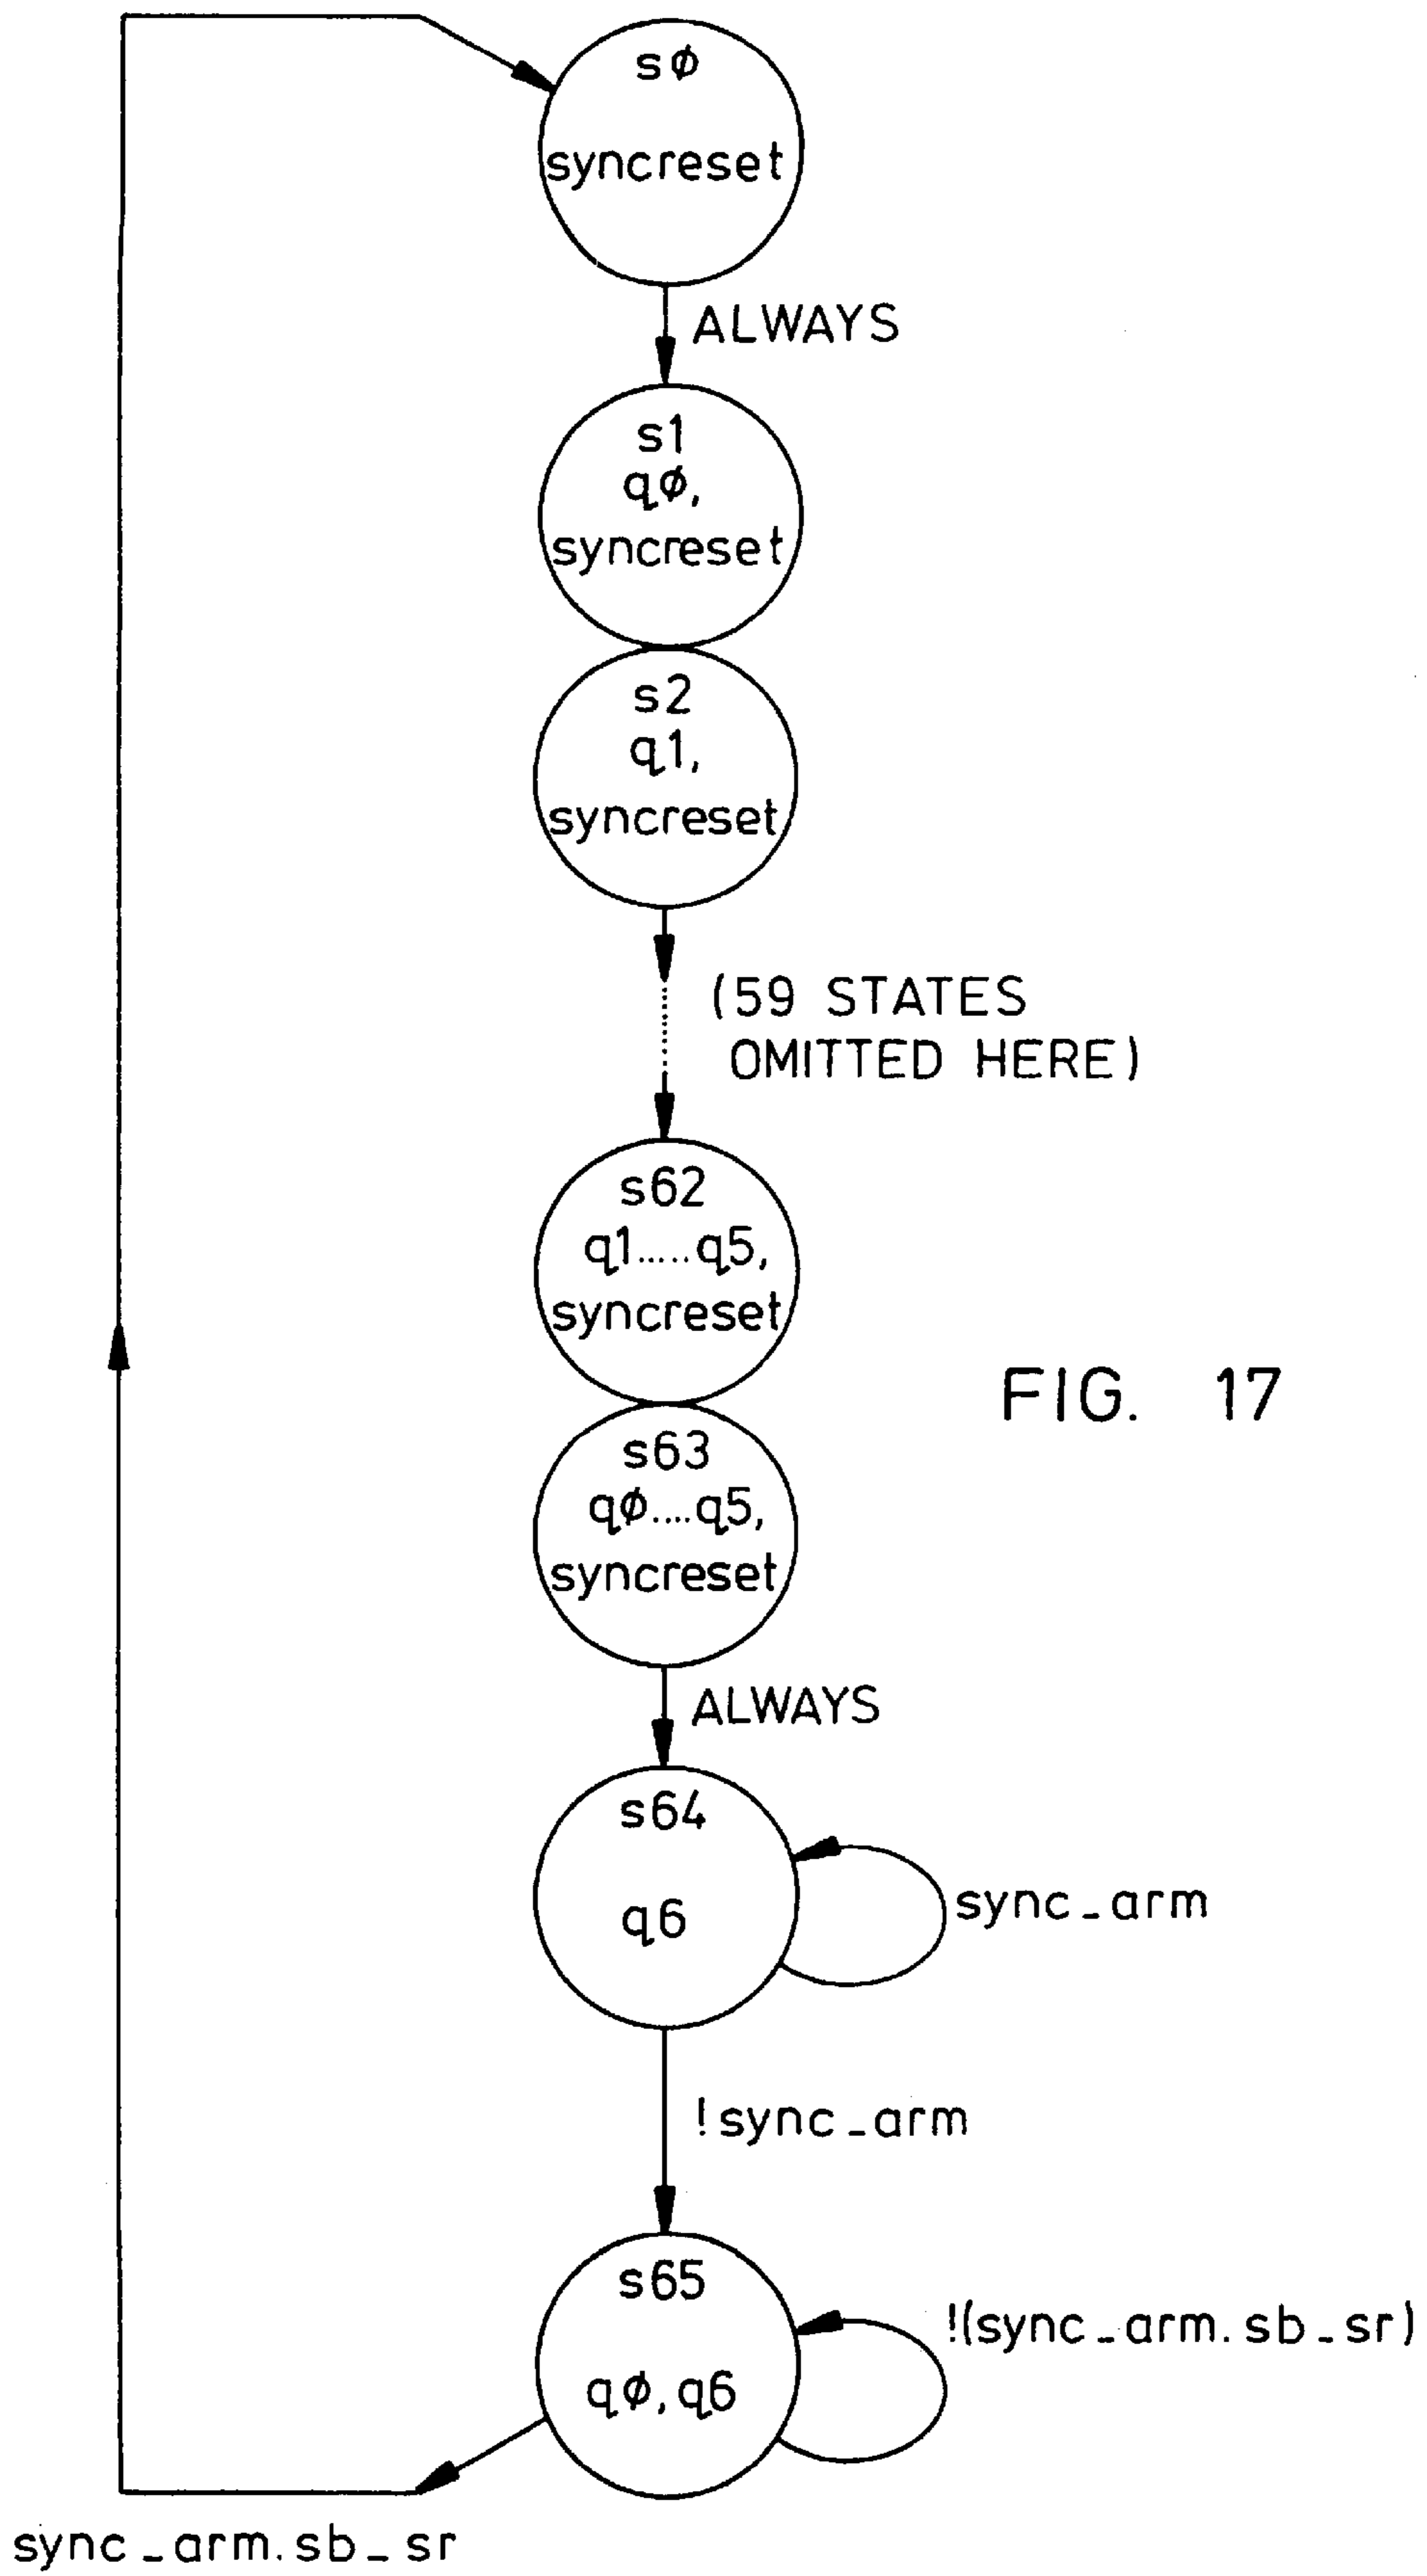 sφ
syncreset
ALWAYS
s1
qφ,
syncreset
s2
q1,
syncreset
(59 STATES
OMITTED HERE)
s62
q1.....q5,
syncreset
FIG. 17
s63
qφ....q5,
syncreset
ALWAYS
s64
q6
sync_arm
!sync_arm
s65
qφ,q6
!(sync_arm.sb_sr)
sync_arm.sb_sr